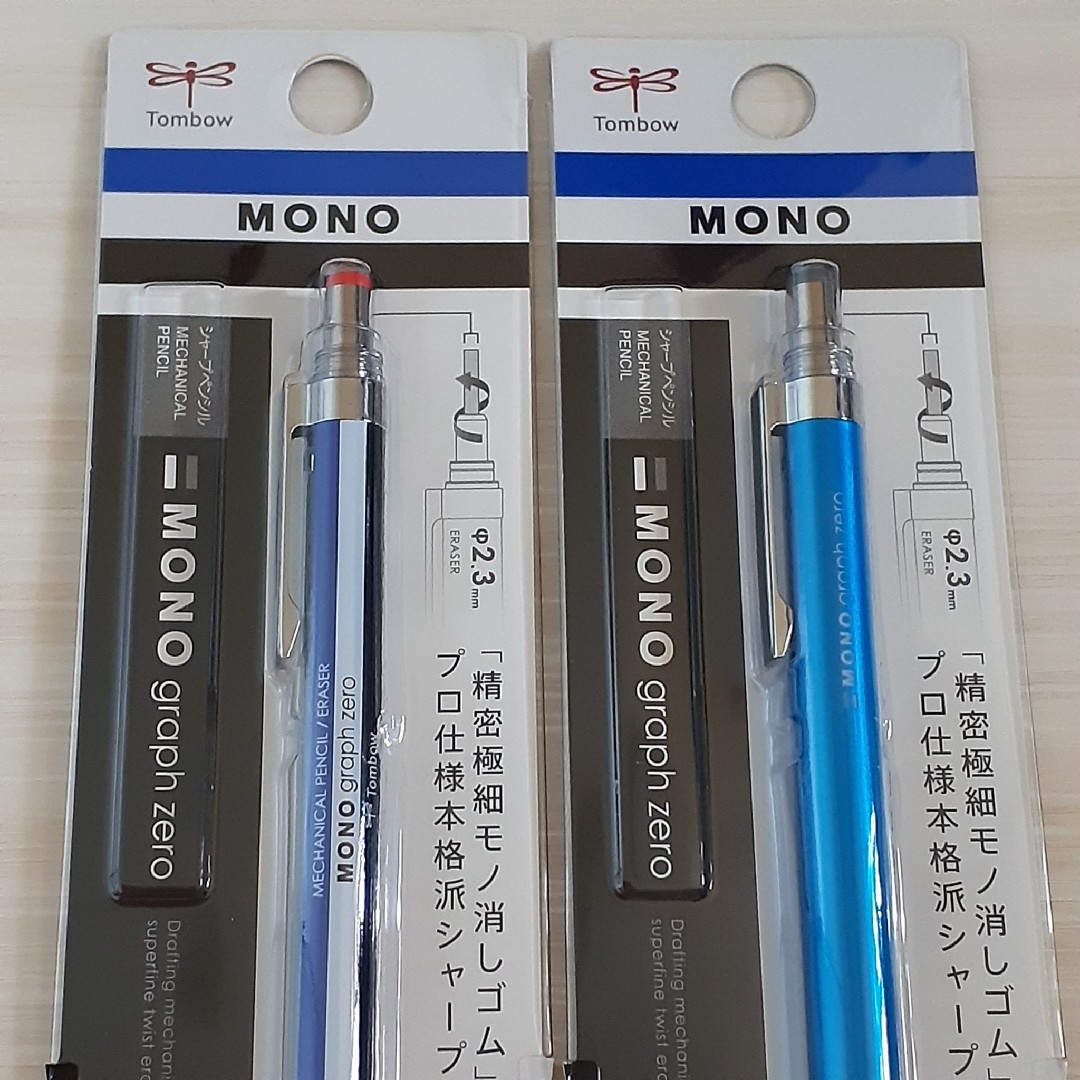 Tombow
MONO
シャープペンシル
MECHANICAL
PENCIL
MONO graph zero
Drafting mechani
superfine twist era
MECHANICAL PENCIL / ERASER
MONO graph zero
Tombow
φ2.3mm
ERASER
「精密極細モノ消しゴム」
プロ仕様本格派シャープ
Tombow
MONO
シャープペンシル
MECHANICAL
PENCIL
MONO graph zero
Drafting mechani
superfine twist era
MONO graph zero
φ2.3mm
ERASER
「精密極細モノ消しゴム」
プロ仕様本格派シャープ